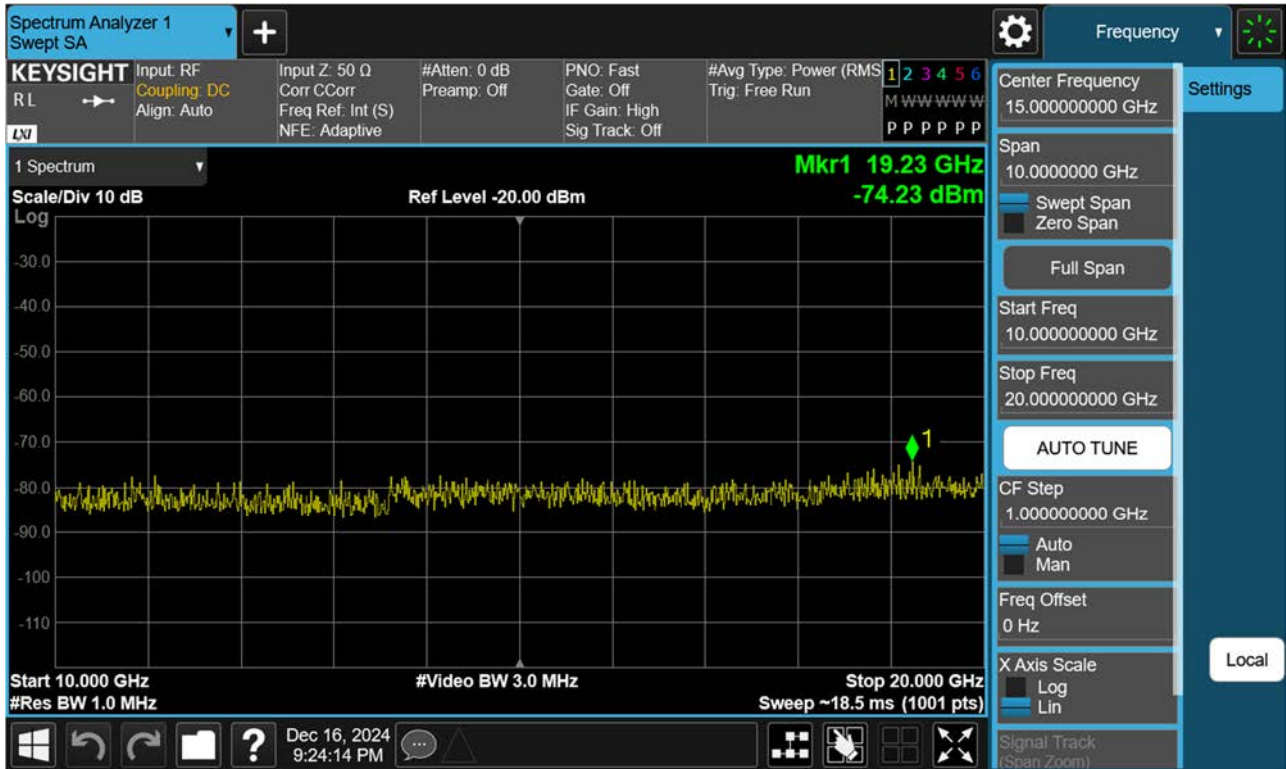 Spectrum Analyzer 1
Swept SA
Frequency
KEYSIGHT
RL
LXI
Input: RF
Coupling: DC
Align: Auto
Input Z: 50 Ω
Corr CCorr
Freq Ref: Int (S)
NFE: Adaptive
#Atten: 0 dB
Preamp: Off
PNO: Fast
Gate: Off
IF Gain: High
Sig Track: Off
#Avg Type: Power (RMS
Trig: Free Run
1 2 3 4 5 6
M W W W W W
P P P P P P
1 Spectrum
Scale/Div 10 dB
Ref Level -20.00 dBm
Mkr1 19.23 GHz
-74.23 dBm
Log
-30.0
-40.0
-50.0
-60.0
-70.0
-80.0
-90.0
-100
-110
1
Start 10.000 GHz
#Video BW 3.0 MHz
Stop 20.000 GHz
#Res BW 1.0 MHz
Sweep ~18.5 ms (1001 pts)
Dec 16, 2024
9:24:14 PM
Center Frequency
15.000000000 GHz
Settings
Span
10.0000000 GHz
Swept Span
Zero Span
Full Span
Start Freq
10.000000000 GHz
Stop Freq
20.000000000 GHz
AUTO TUNE
CF Step
1.000000000 GHz
Auto
Man
Freq Offset
0 Hz
X Axis Scale
Log
Lin
Local
Signal Track
(Span Zoom)